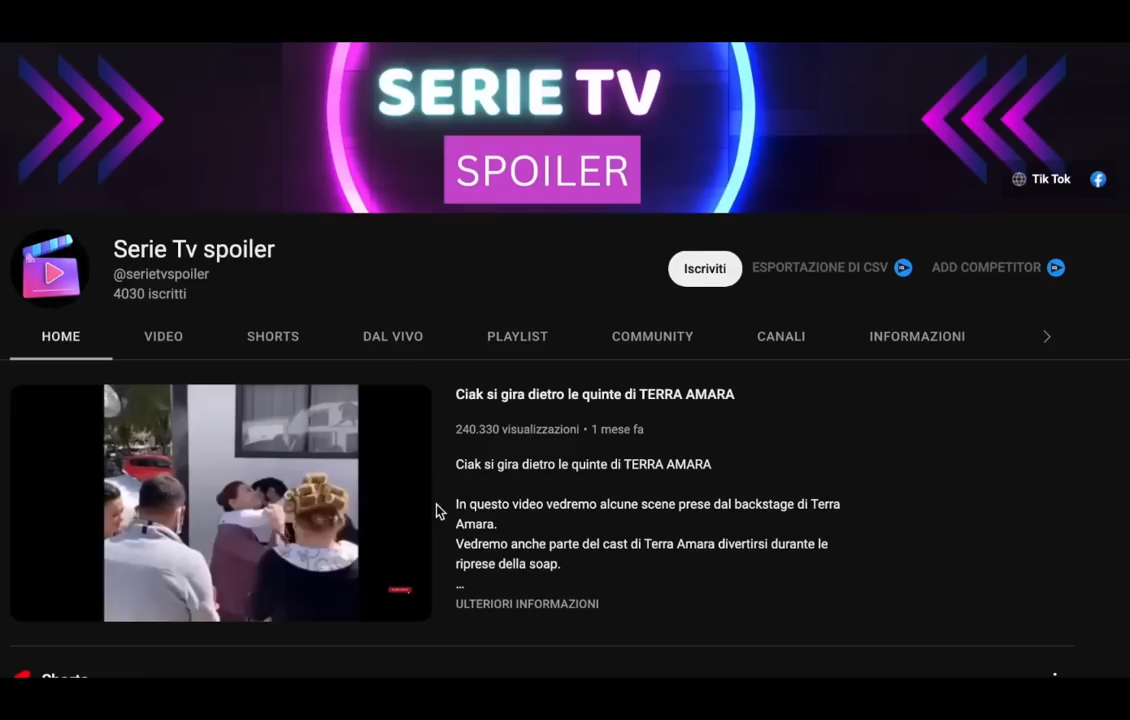 SERIE TV
SPOILER
Tik Tok
Serie Tv spoiler
@serietvspoiler
4030 iscritti
Iscriviti
ESPORTAZIONE DI CSV
ADD COMPETITOR
HOME
VIDEO
SHORTS
DAL VIVO
PLAYLIST
COMMUNITY
CANALI
INFORMAZIONI
Ciak si gira dietro le quinte di TERRA AMARA
240.330 visualizzazioni • 1 mese fa
Ciak si gira dietro le quinte di TERRA AMARA
In questo video vedremo alcune scene prese dal backstage di Terra
Amara.
Vedremo anche parte del cast di Terra Amara divertirsi durante le
riprese della soap.
...
ULTERIORI INFORMAZIONI
Shorts